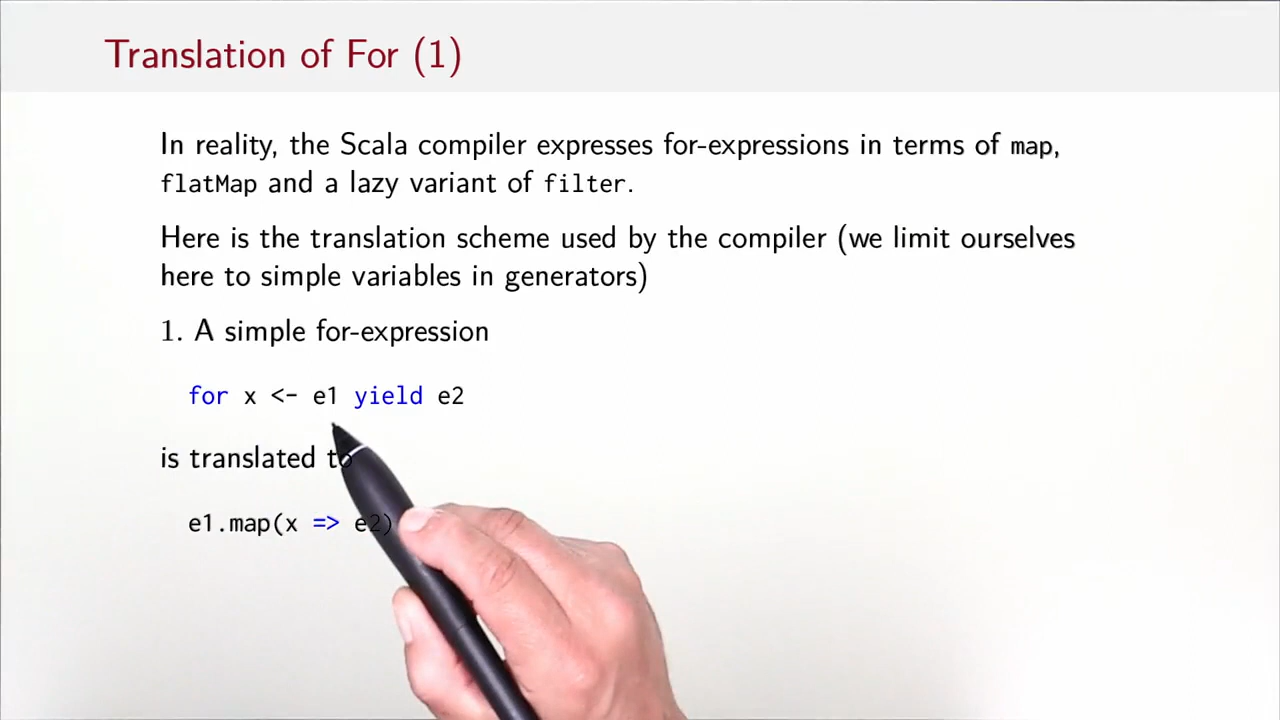 Translation of For (1)
In reality, the Scala compiler expresses for-expressions in terms of map,
flatMap and a lazy variant of filter.
Here is the translation scheme used by the compiler (we limit ourselves
here to simple variables in generators)
1. A simple for-expression
for x <- e1 yield e2
is translated to
e1.map(x => e2)